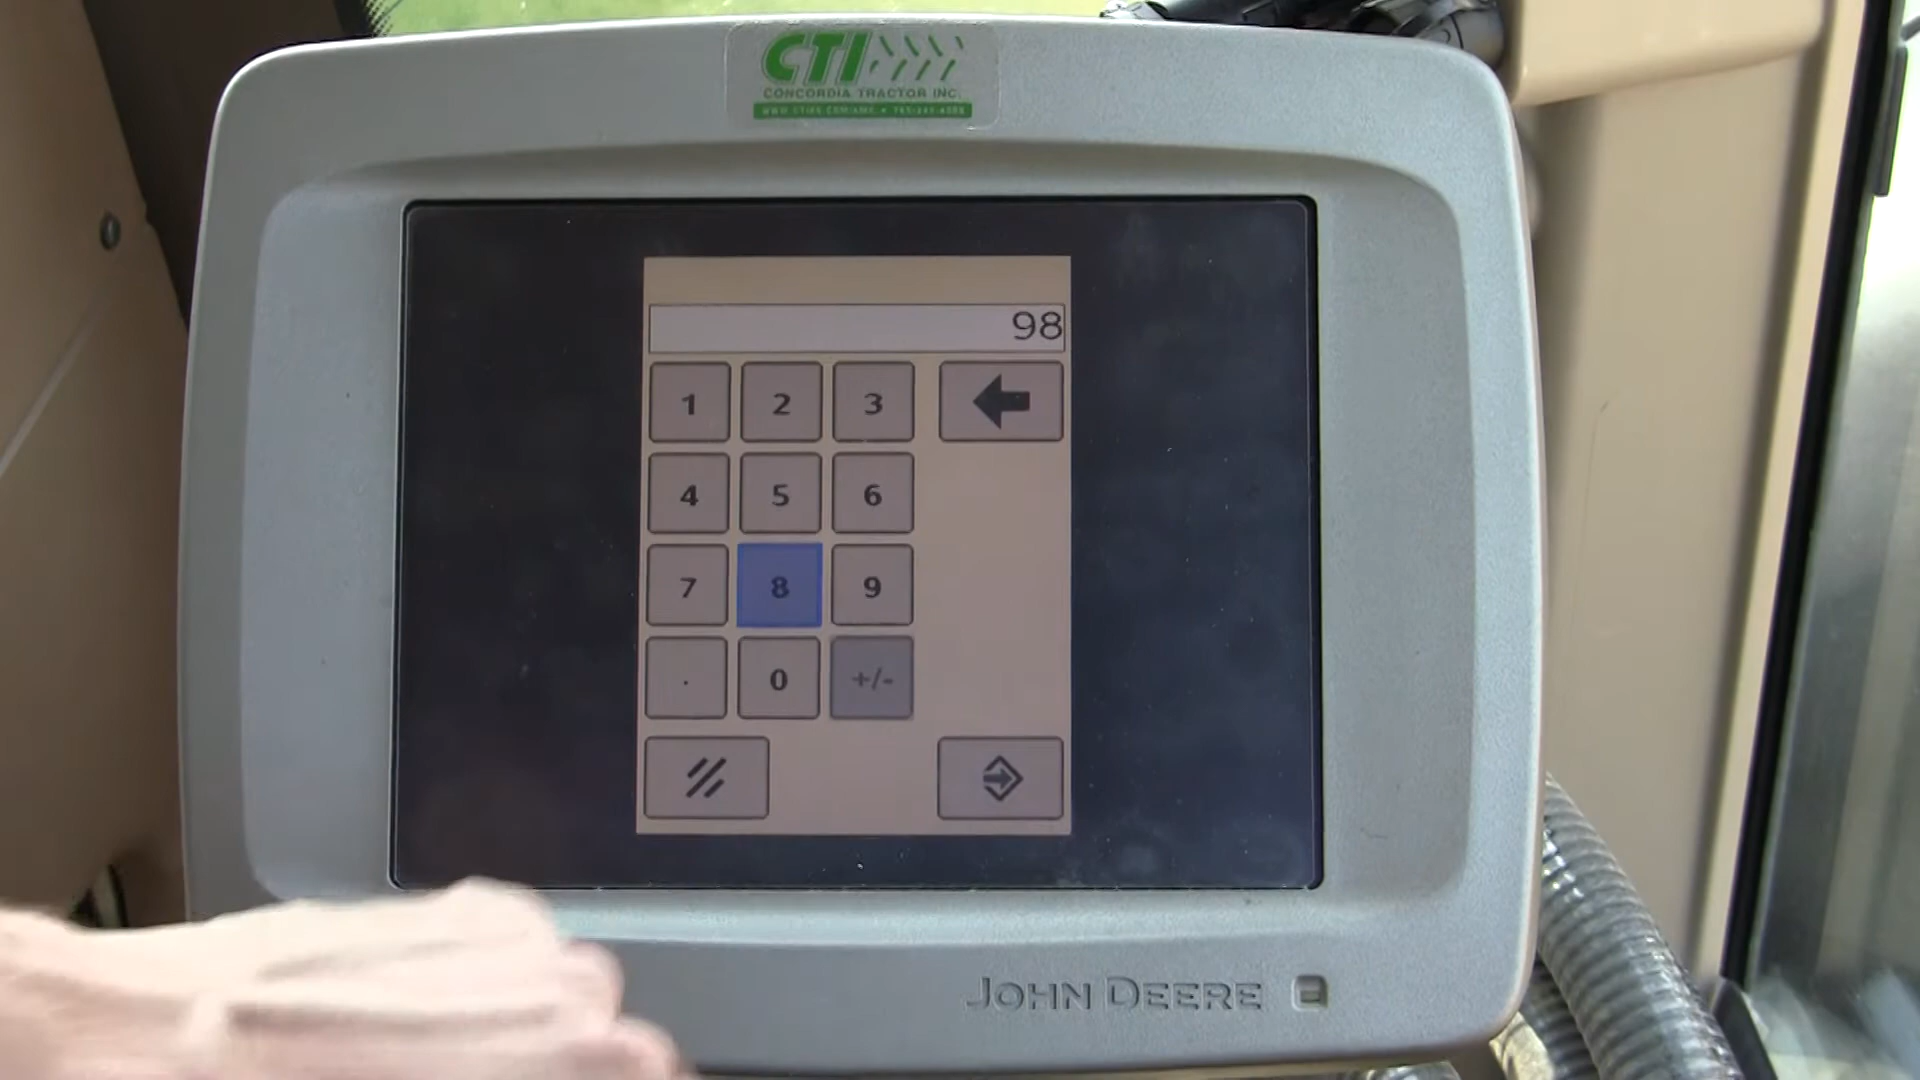 CTI
CONCORDIA TRACTOR INC.
98
1 2 3
4 5 6
7 8 9
. 0 +/-
JOHN DEERE